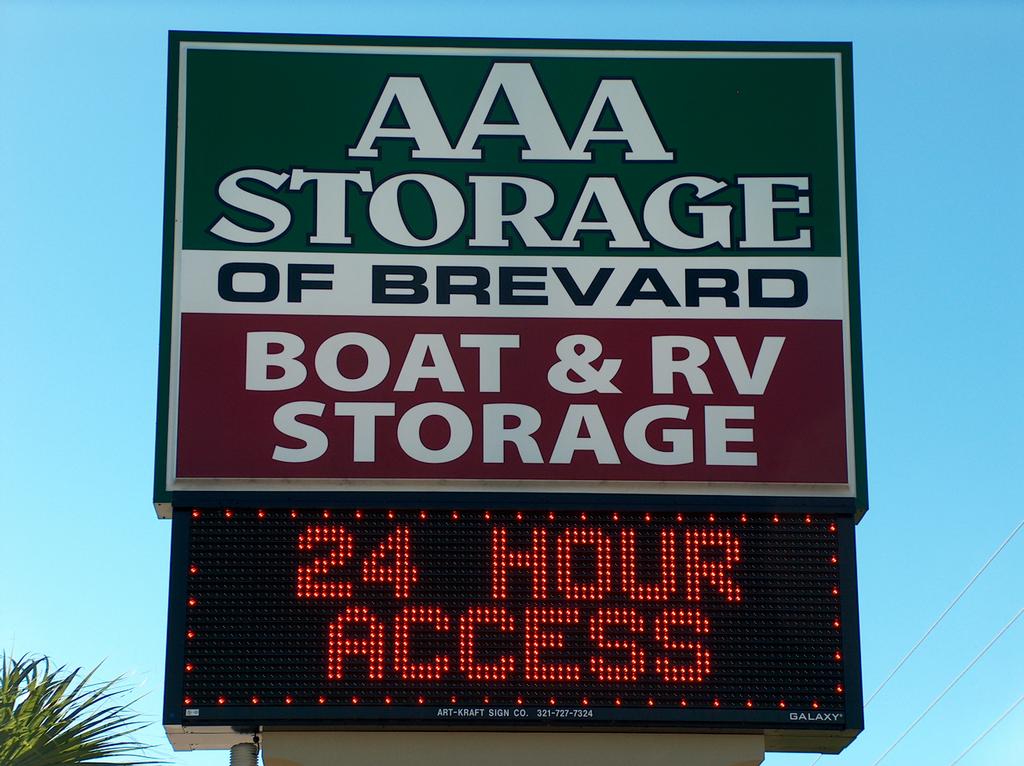 AAA
STORAGE
OF BREVARD
BOAT & RV
STORAGE
24 HOUR
ACCESS
ART-KRAFT SIGN CO. 321-727-7324
GALAXY